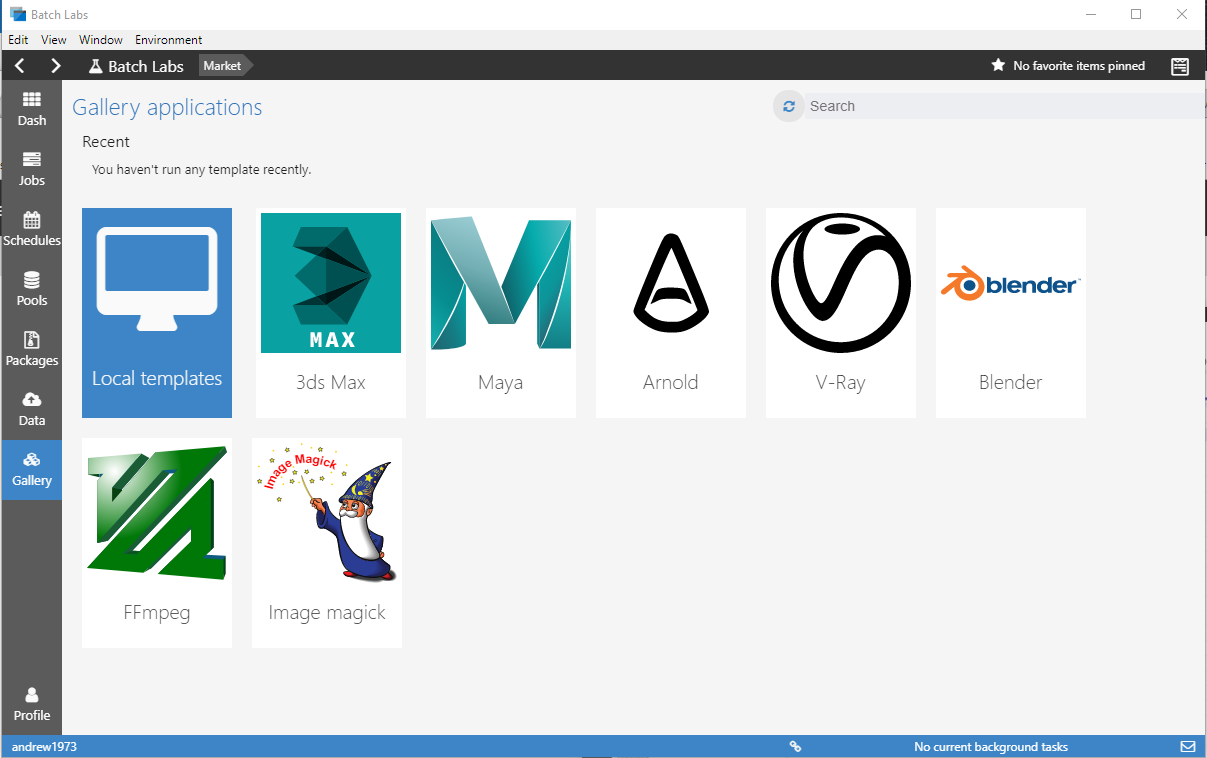 Batch Labs
Edit View Window Environment
Batch Labs Market No favorite items pinned
Dash
Jobs
Schedules
Pools
Packages
Data
Gallery
Profile
Gallery applications
Search
Recent
You haven't run any template recently.
Local templates
MAX
3ds Max
Maya
Arnold
V-Ray
blender
Blender
FFmpeg
Image Magick
Image magick
andrew1973 No current background tasks